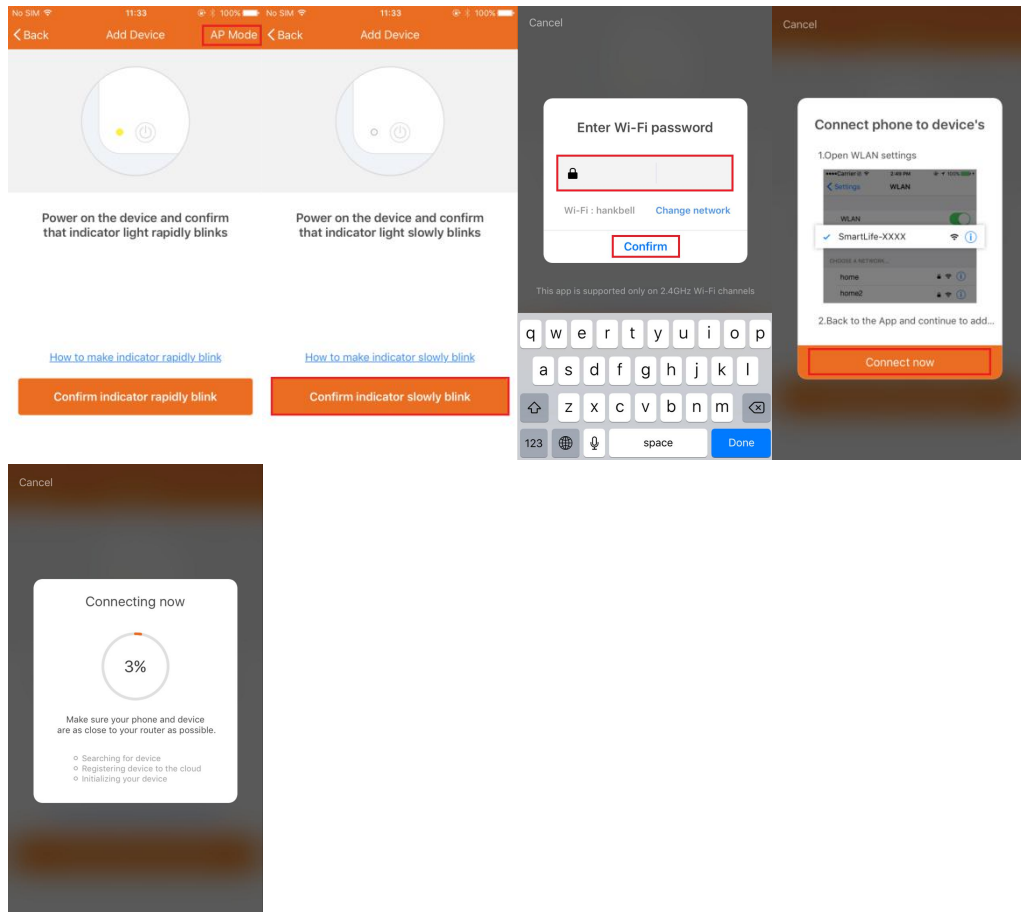 No SIM 11:33 100%
Back Add Device AP Mode
Power on the device and confirm
that indicator light rapidly blinks
How to make indicator rapidly blink
Confirm indicator rapidly blink
No SIM 11:33 100%
Back Add Device
Power on the device and confirm
that indicator light slowly blinks
How to make indicator slowly blink
Confirm indicator slowly blink
Cancel
Enter Wi-Fi password
Wi-Fi : hankbell Change network
Confirm
This app is supported only on 2.4GHz Wi-Fi channels
q w e r t y u i o p
a s d f g h j k l
z x c v b n m
123 space Done
Cancel
Connect phone to device's
1.Open WLAN settings
Carrier 2:48 PM 100%
Settings WLAN
WLAN
SmartLife-XXXX
CHOOSE A NETWORK...
home
home2
2.Back to the App and continue to add...
Connect now
Cancel
Connecting now
3%
Make sure your phone and device
are as close to your router as possible.
Searching for device
Registering device to the cloud
Initializing your device